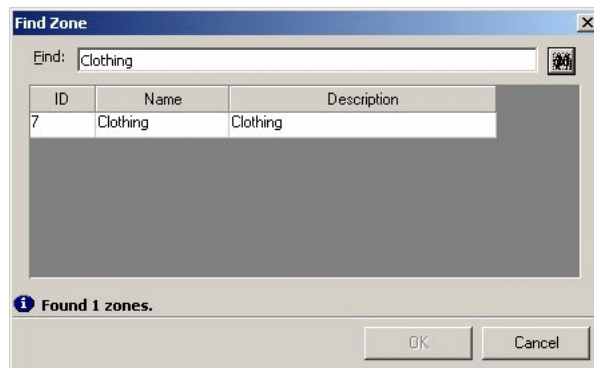 Find Zone
Find: Clothing
ID Name Description
7 Clothing Clothing
Found 1 zones.
OK Cancel